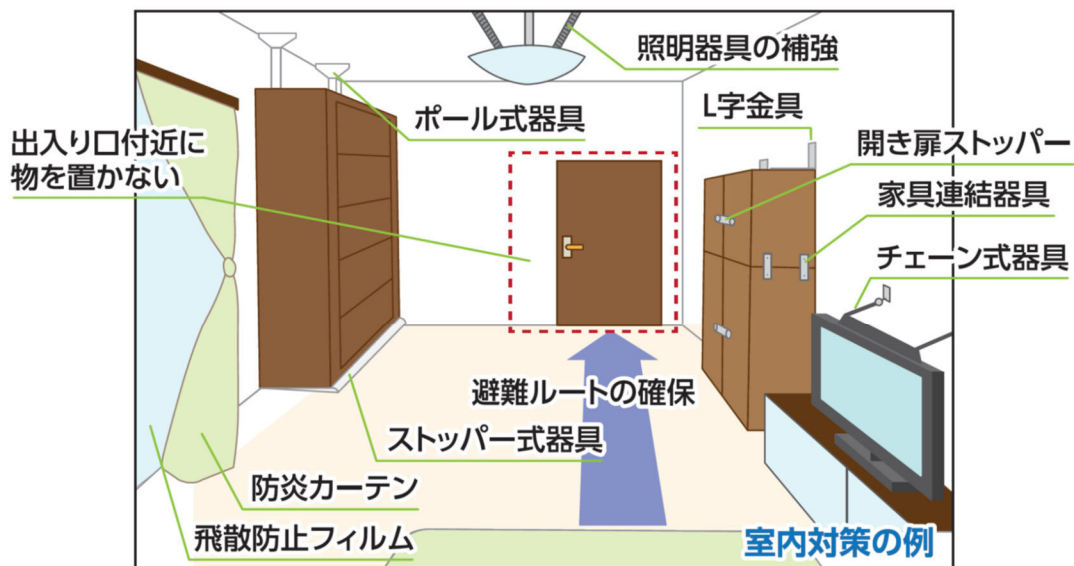 照明器具の補強
ポール式器具
L字金具
出入り口付近に
物を置かない
開き扉ストッパー
家具連結器具
チェーン式器具
避難ルートの確保
ストッパー式器具
防炎カーテン
飛散防止フィルム
室内対策の例